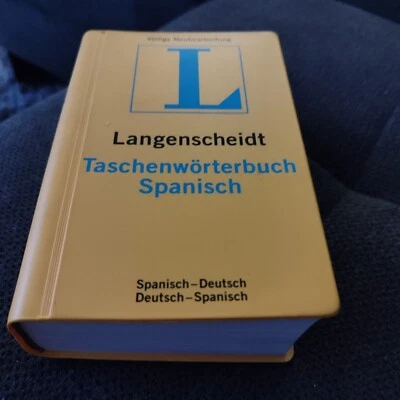 Völlige Neubearbeitung
L
Langenscheidt
Taschenwörterbuch
Spanisch
Spanisch–Deutsch
Deutsch–Spanisch